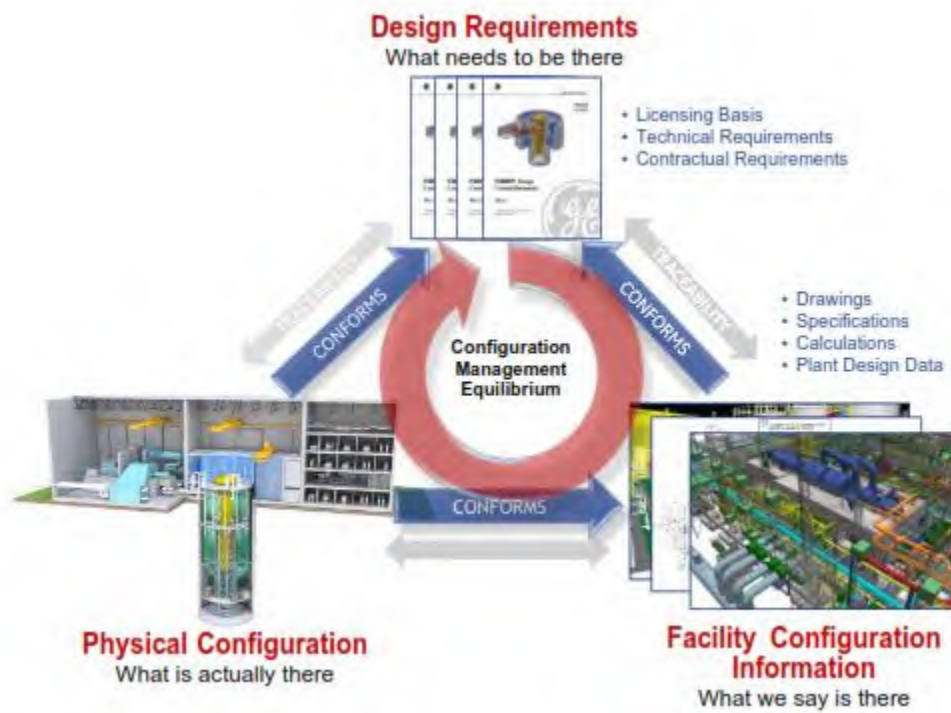 Design Requirements
What needs to be there
• Licensing Basis
• Technical Requirements
• Contractual Requirements
TRACEABILITY
CONFORMS
TRACEABILITY
CONFORMS
• Drawings
• Specifications
• Calculations
• Plant Design Data
Configuration
Management
Equilibrium
CONFORMS
Physical Configuration
What is actually there
Facility Configuration
Information
What we say is there